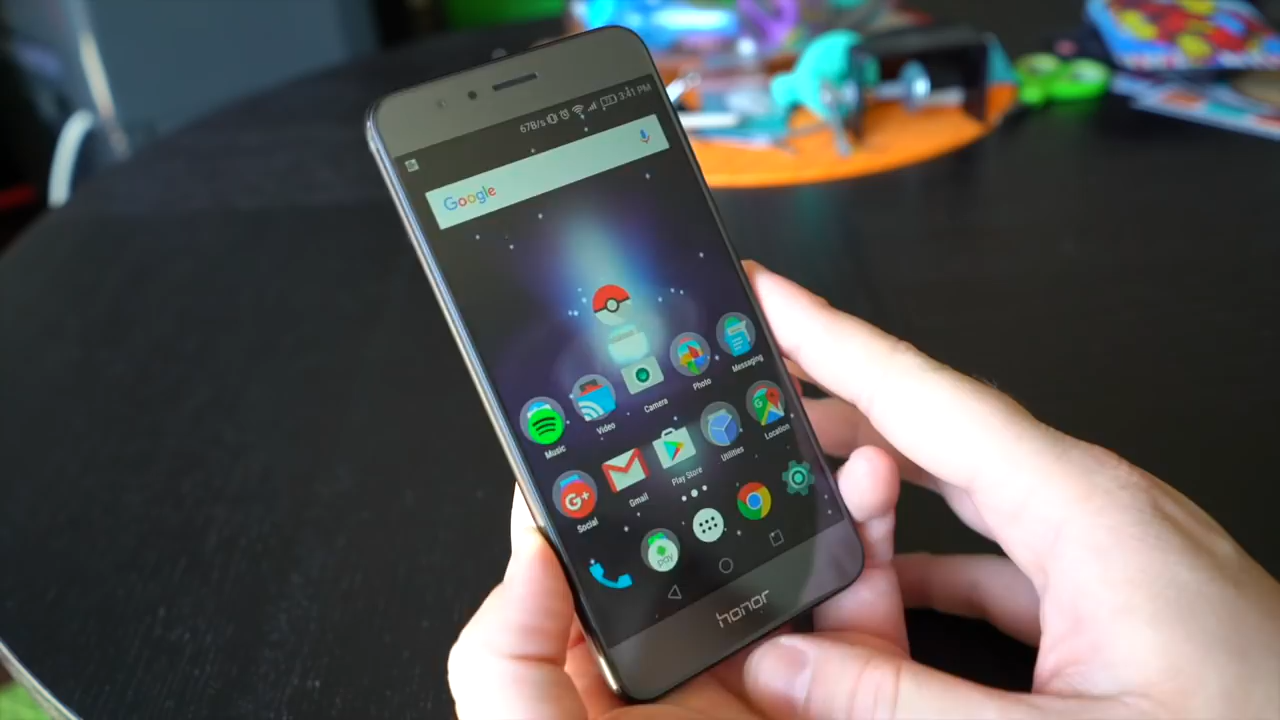 67B/s 3:41 PM
Google
Music
Video
Camera
Photo
Messaging
Social
Gmail
Play Store
Utilities
Location
G+
G
pay
honor